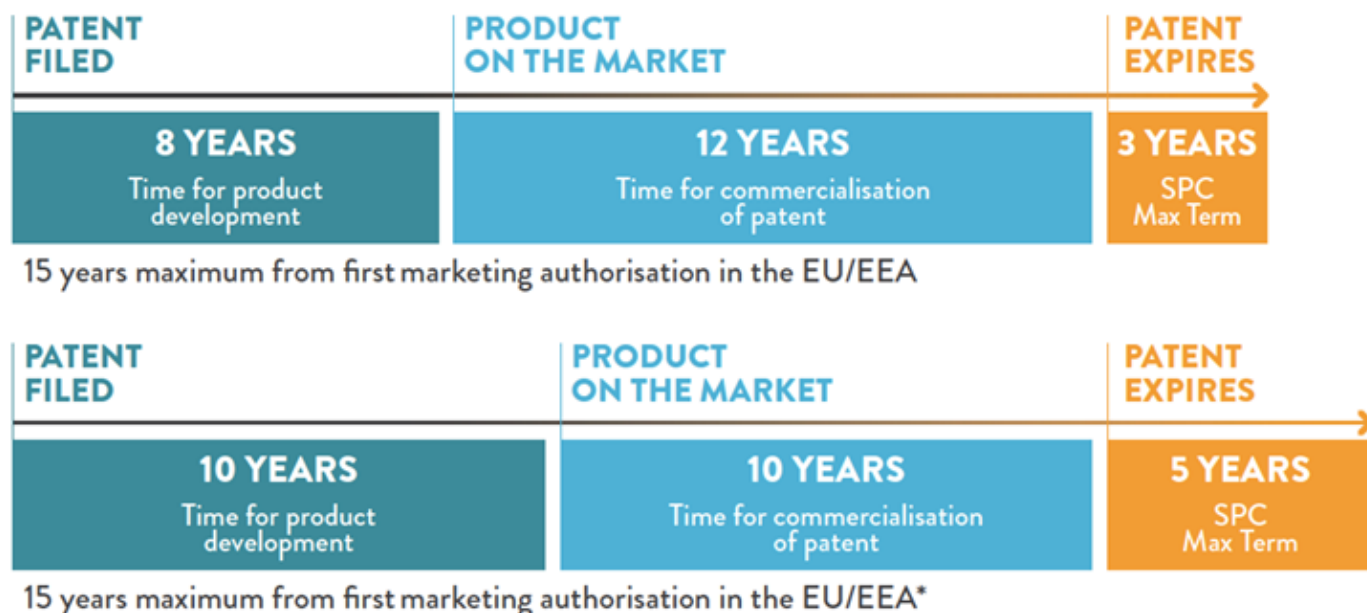 PATENT
FILED
PRODUCT
ON THE MARKET
PATENT
EXPIRES
8 YEARS
Time for product
development
12 YEARS
Time for commercialisation
of patent
3 YEARS
SPC
Max Term
15 years maximum from first marketing authorisation in the EU/EEA
PATENT
FILED
PRODUCT
ON THE MARKET
PATENT
EXPIRES
10 YEARS
Time for product
development
10 YEARS
Time for commercialisation
of patent
5 YEARS
SPC
Max Term
15 years maximum from first marketing authorisation in the EU/EEA*